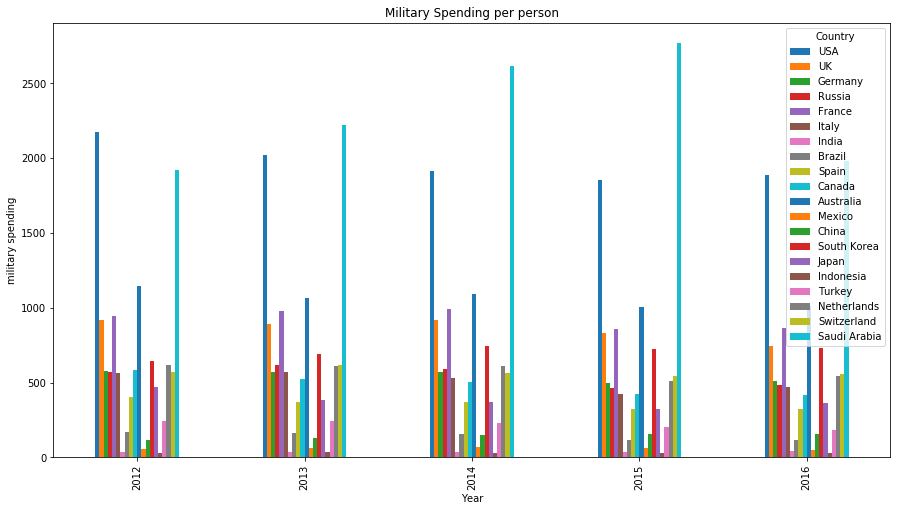 Military Spending per person
military spending
2500
2000
1500
1000
500
0
Country
USA
UK
Germany
Russia
France
Italy
India
Brazil
Spain
Canada
Australia
Mexico
China
South Korea
Japan
Indonesia
Turkey
Netherlands
Switzerland
Saudi Arabia
2012
2013
2014
2015
2016
Year